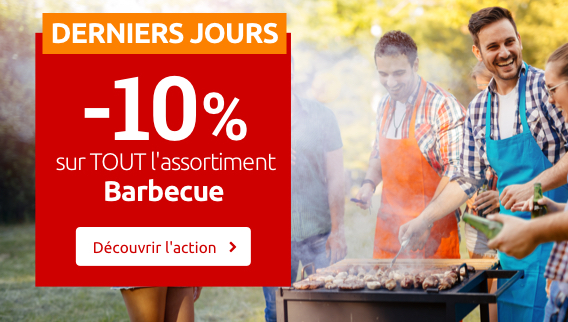 DERNIERS JOURS
-10%
sur TOUT l'assortiment
Barbecue
Découvrir l'action >